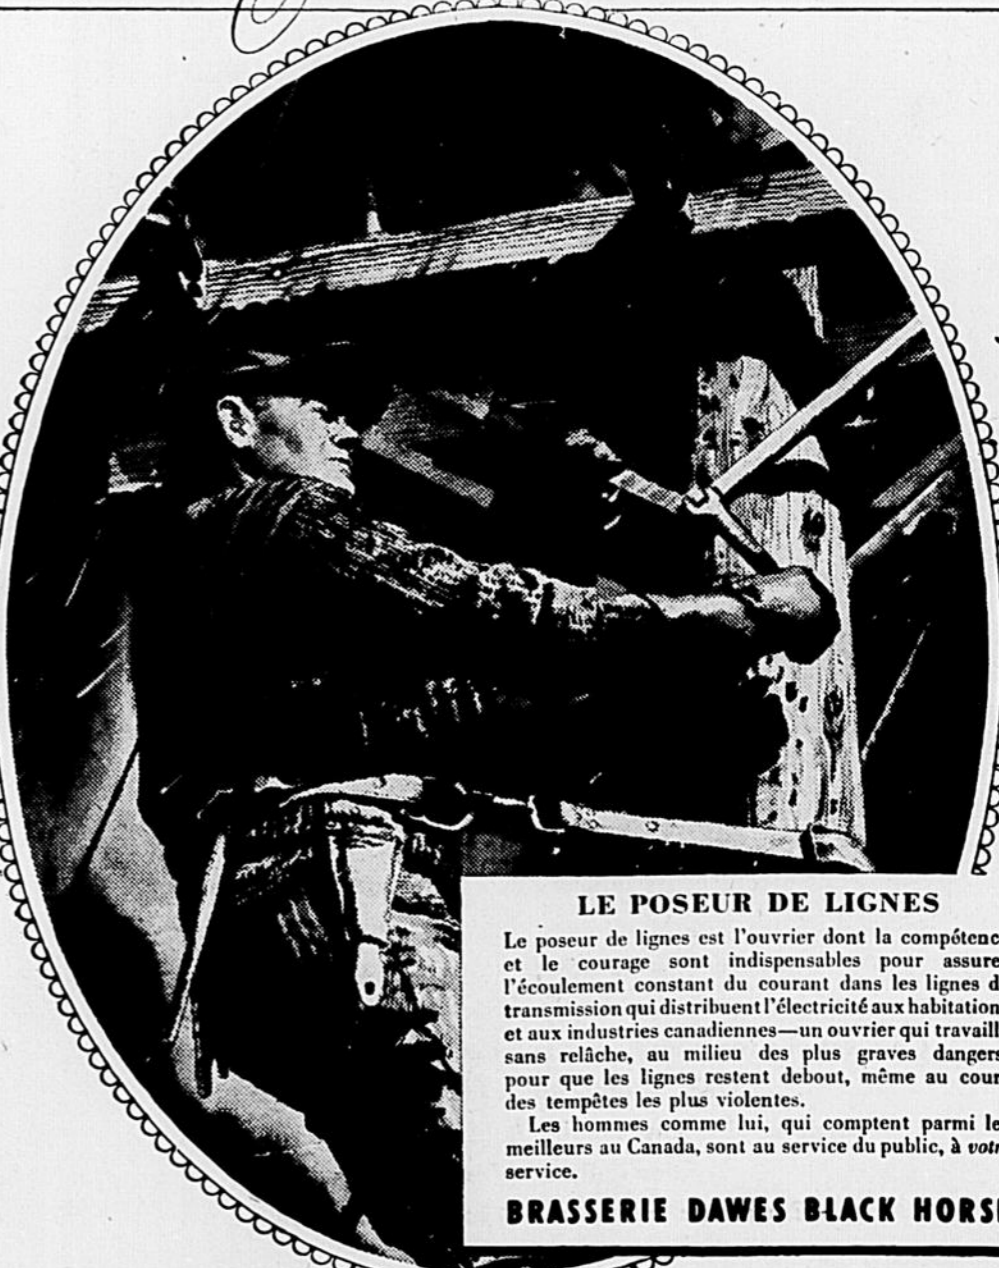 LE POSEUR DE LIGNES
Le poseur de lignes est l'ouvrier dont la compétenc
et le courage sont indispensables pour assure
l'écoulement constant du courant dans les lignes d
transmission qui distribuent l'électricité aux habitation
et aux industries canadiennes—un ouvrier qui travaill
sans relâche, au milieu des plus graves dangers
pour que les lignes restent debout, même au cour
des tempêtes les plus violentes.
Les hommes comme lui, qui comptent parmi le
meilleurs au Canada, sont au service du public, à votr
service.
BRASSERIE DAWES BLACK HORS